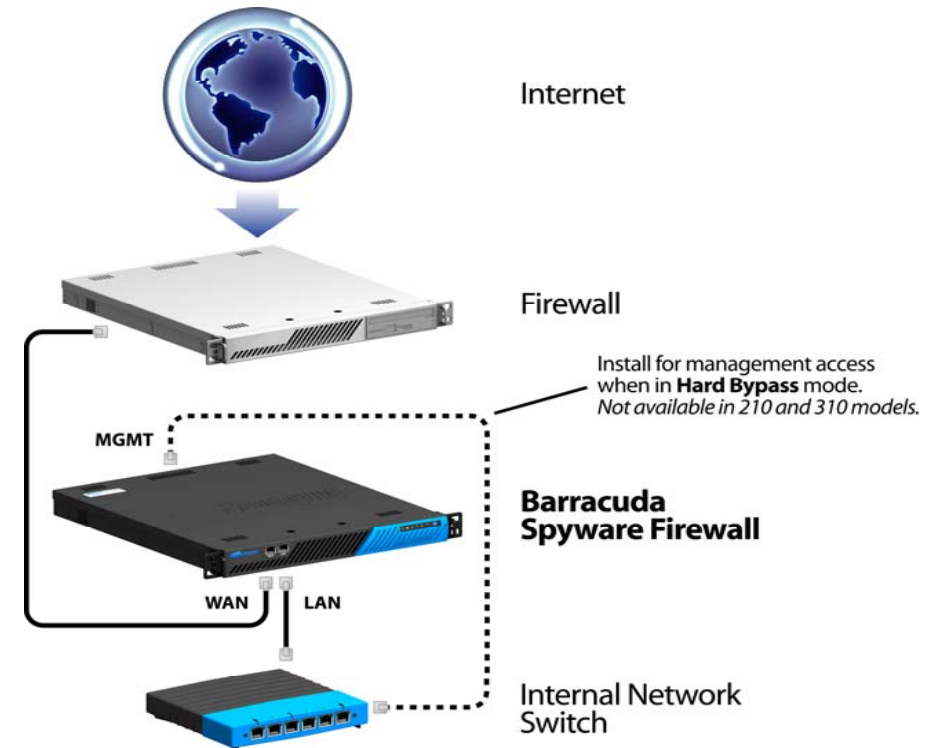 Internet
Firewall
Install for management access
when in Hard Bypass mode.
Not available in 210 and 310 models.
MGMT
Barracuda
Spyware Firewall
WAN
LAN
Internal Network
Switch